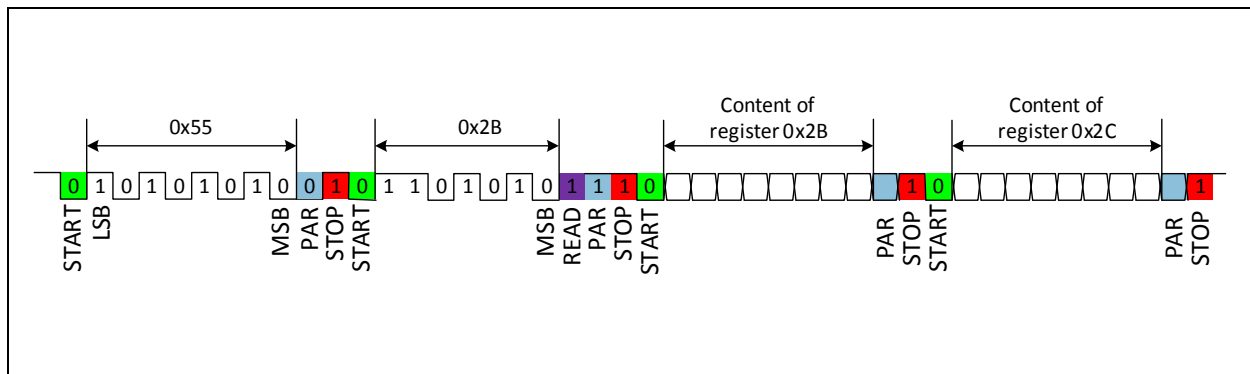 0x55
0x2B
Content of
register 0x2B
Content of
register 0x2C
0 1 0 1 0 1 0 1 0 0 1 0 1 1 0 1 0 1 0 1 1 1 0 1 0 1
START
LSB
MSB
PAR
STOP
START
MSB
READ
PAR
STOP
START
PAR
STOP
START
PAR
STOP